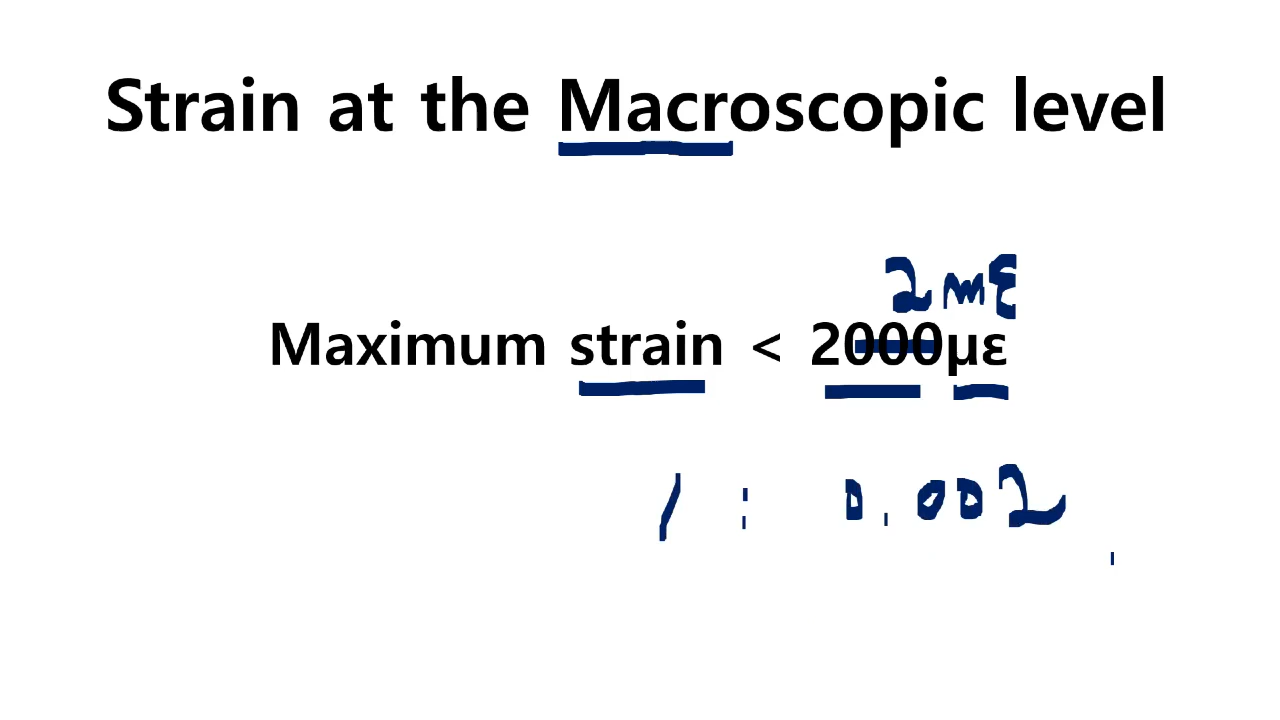 Strain at the Macroscopic level
2mε
Maximum strain < 2000με
1 : 0.002